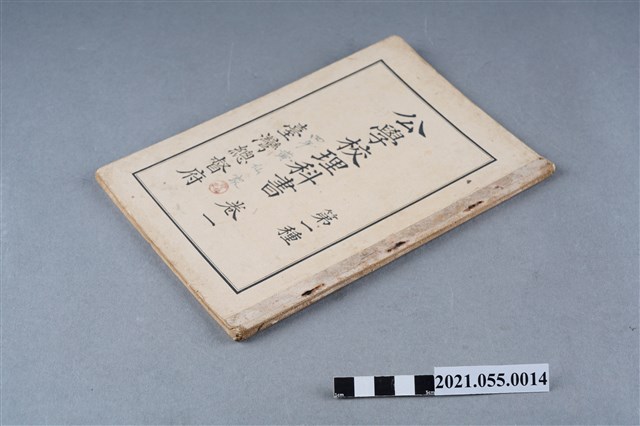 公學校理科書
第一種
卷一
臺灣總督府
2021.055.0014